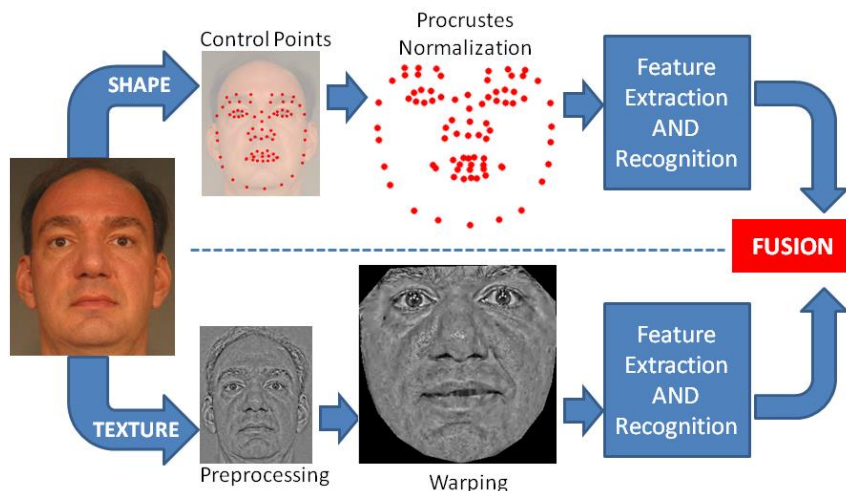 Control Points
Procrustes
Normalization
SHAPE
Feature
Extraction
AND
Recognition
FUSION
TEXTURE
Preprocessing
Warping
Feature
Extraction
AND
Recognition